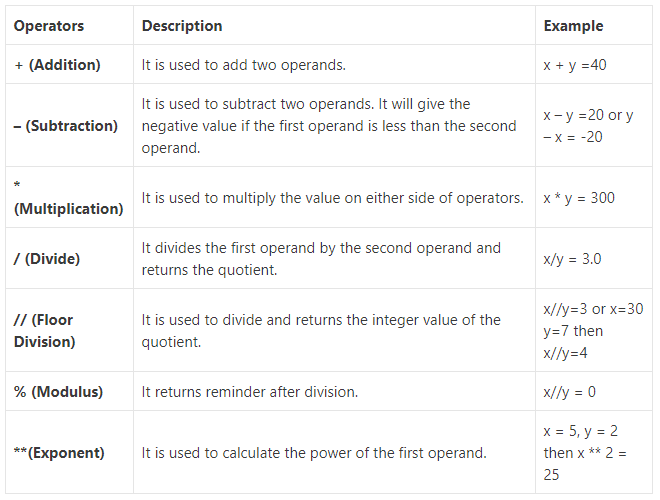 Operators Description Example
+ (Addition) It is used to add two operands. x + y =40
– (Subtraction)
It is used to subtract two operands. It will give the
negative value if the first operand is less than the second
operand.
x – y =20 or y
– x = -20
*
(Multiplication)
It is used to multiply the value on either side of operators.
x * y = 300
/ (Divide)
It divides the first operand by the second operand and
returns the quotient.
x/y = 3.0
// (Floor
Division)
It is used to divide and returns the integer value of the
quotient.
x//y=3 or x=30
y=7 then
x//y=4
% (Modulus) It returns reminder after division. x//y = 0
**(Exponent)
It is used to calculate the power of the first operand.
x = 5, y = 2
then x ** 2 =
25